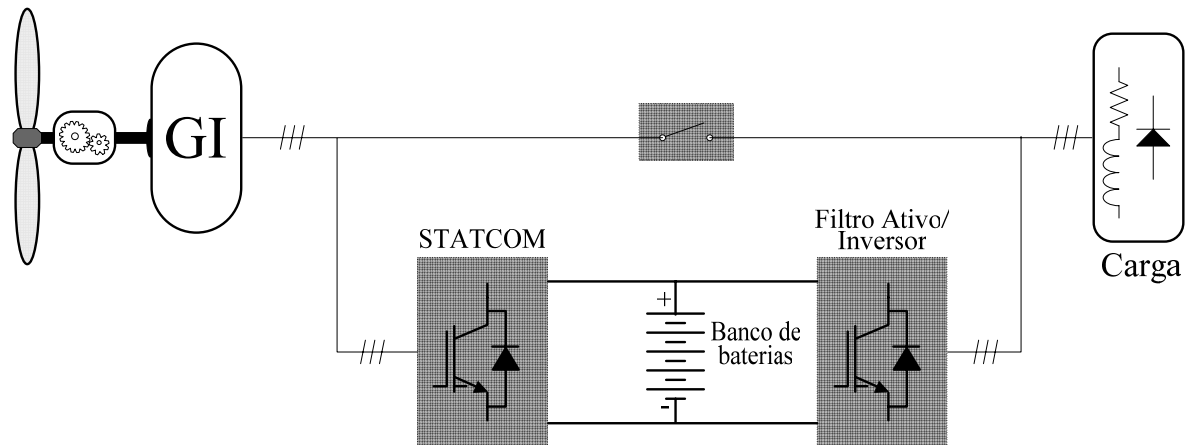 GI
STATCOM
Filtro Ativo/
Inversor
Carga
+
Banco de
baterias
-